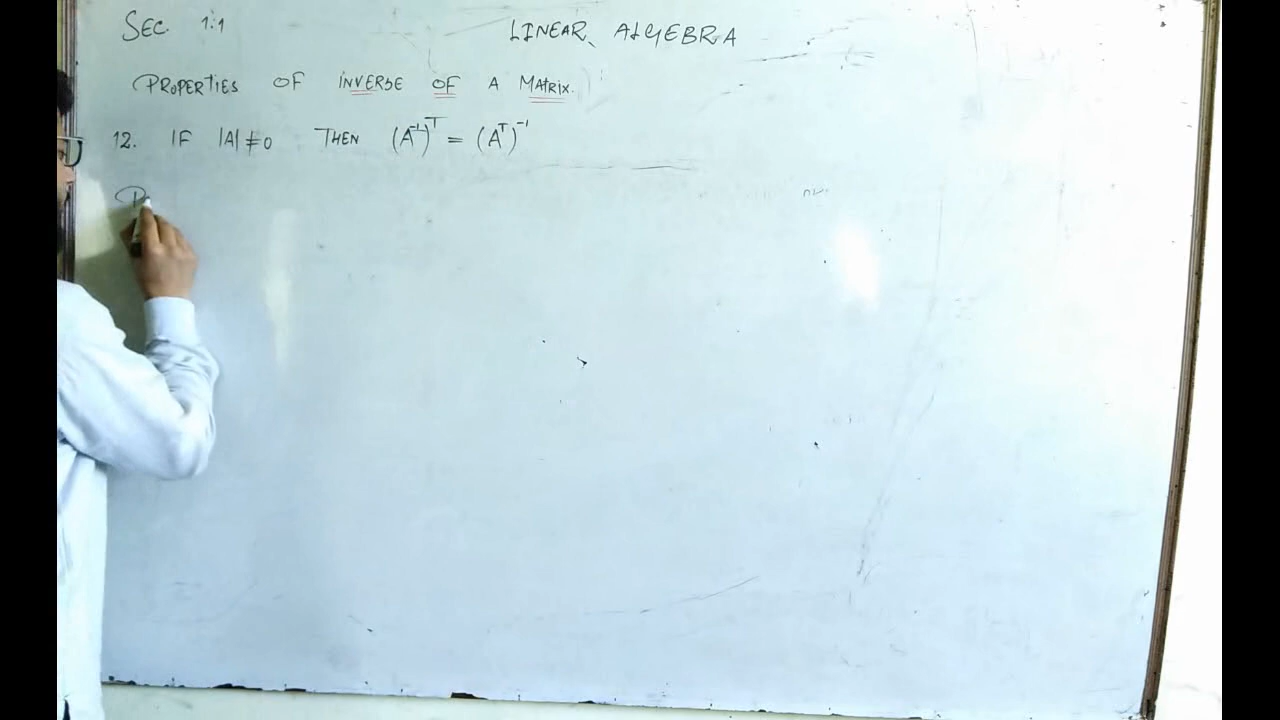 SEC. 1.1
LINEAR ALGEBRA
PROPERTIES OF INVERSE OF A MATRIX.
12. IF |A| ≠ 0 THEN (A⁻¹)ᵀ = (Aᵀ)⁻¹